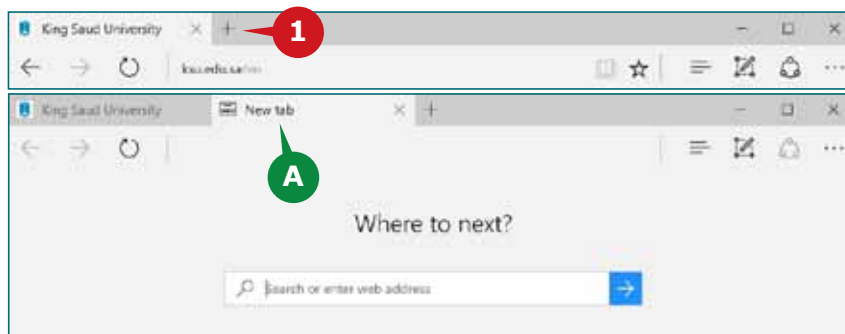 King Saud University
1
ksu.edu.sa/en
King Saud University
New tab
A
Where to next?
Search or enter web address